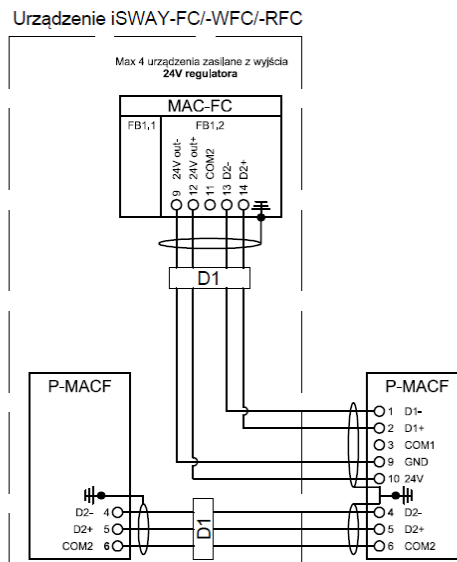 Urządzenie iSWAY-FC/-WFC/-RFC
Max 4 urządzenia zasilane z wyjścia
24V regulatora
MAC-FC
FB1,1 FB1,2
9 24V out-
12 24V out+
11 COM2
13 D2-
14 D2+
D1
P-MACF
P-MACF
1 D1-
2 D1+
3 COM1
9 GND
10 24V
D2- 4
D2+ 5
COM2 6
D1
4 D2-
5 D2+
6 COM2